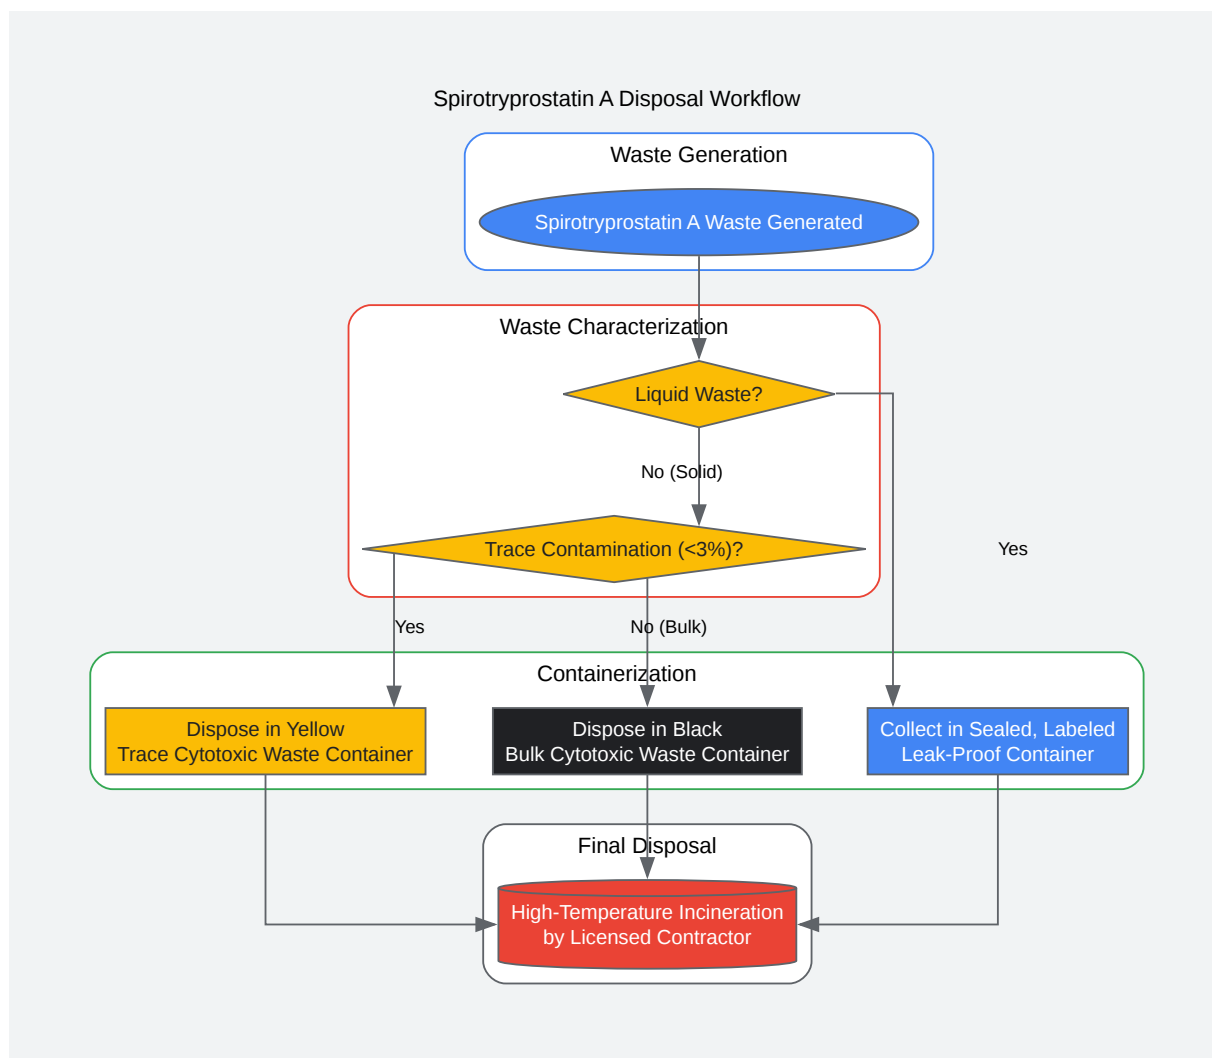 Spirotryprostatin A Disposal Workflow
Waste Generation
Spirotryprostatin A Waste Generated
Waste Characterization
Liquid Waste?
No (Solid)
Trace Contamination (<3%)?
Yes
Yes
No (Bulk)
Containerization
Dispose in Yellow
Trace Cytotoxic Waste Container
Dispose in Black
Bulk Cytotoxic Waste Container
Collect in Sealed, Labeled
Leak-Proof Container
Final Disposal
High-Temperature Incineration
by Licensed Contractor